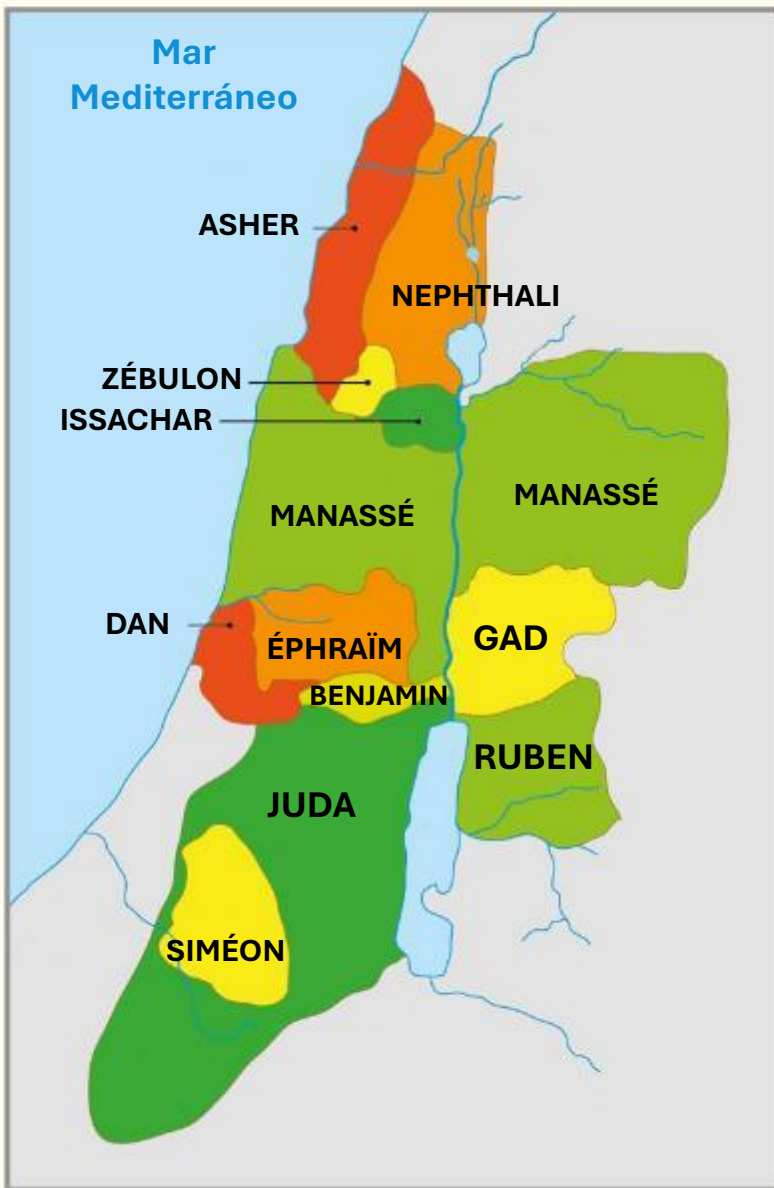 Mar
Mediterráneo
ASHER
NEPHTHALI
ZÉBULON
ISSACHAR
MANASSÉ
MANASSÉ
DAN
ÉPHRAÏM
GAD
BENJAMIN
RUBEN
JUDA
SIMÉON